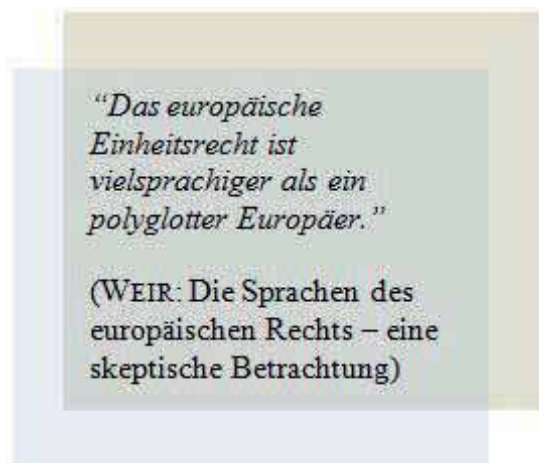 “Das europäische
Einheitsrecht ist
vielsprachiger als ein
polyglotter Europäer.”
(WEIR: Die Sprachen des
europäischen Rechts – eine
skeptische Betrachtung)